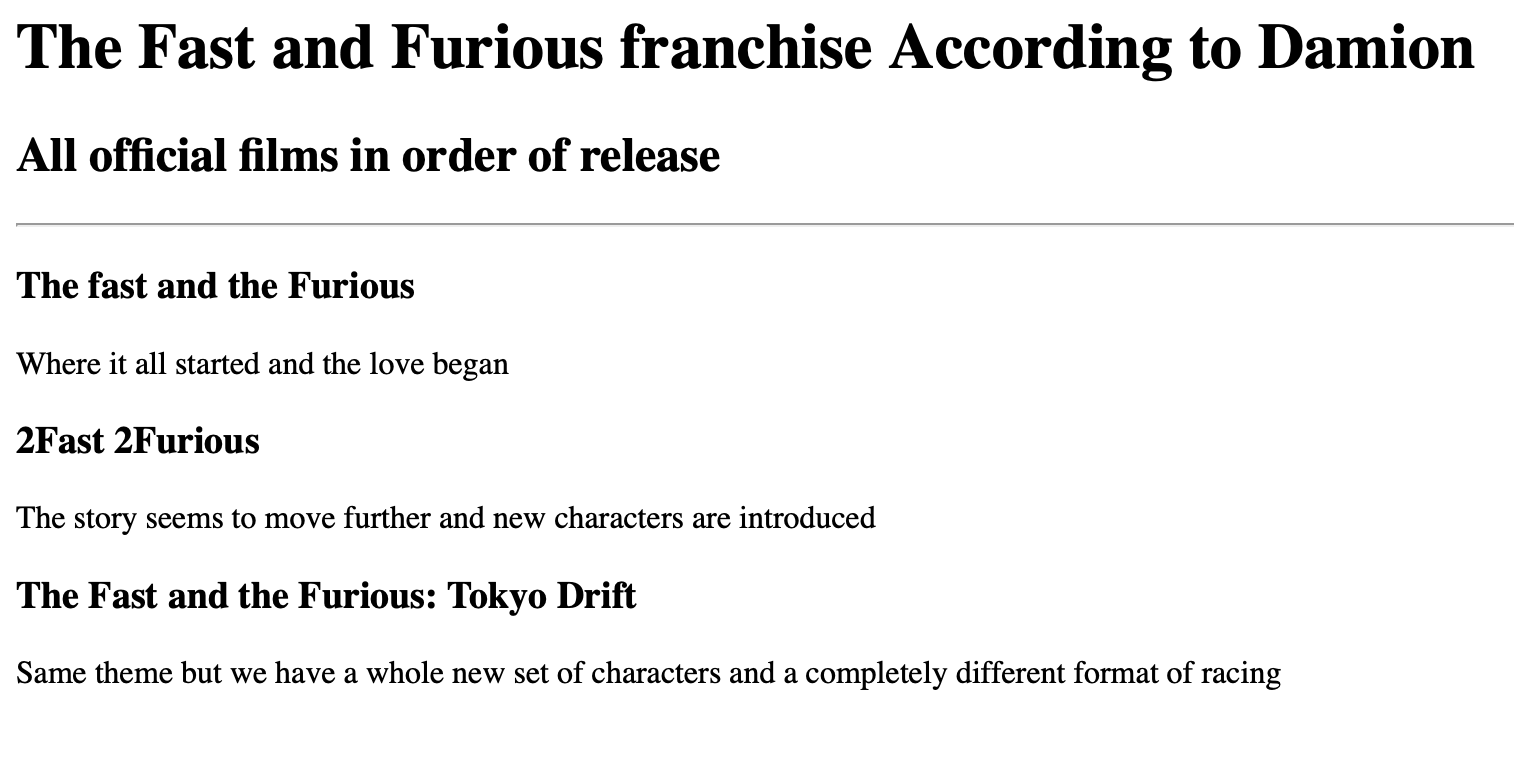 The Fast and Furious franchise According to Damion
All official films in order of release
The fast and the Furious
Where it all started and the love began
2Fast 2Furious
The story seems to move further and new characters are introduced
The Fast and the Furious: Tokyo Drift
Same theme but we have a whole new set of characters and a completely different format of racing